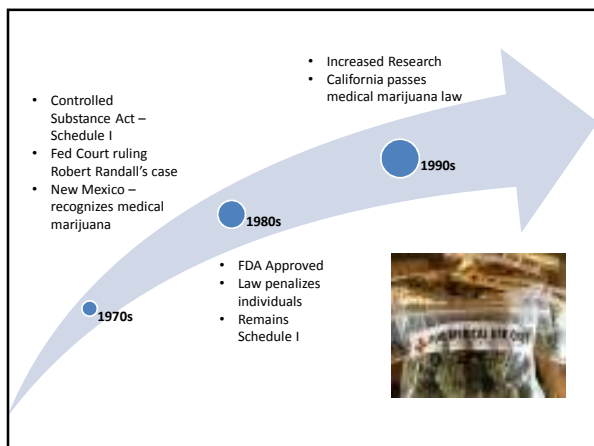 • Controlled
Substance Act –
Schedule I
• Fed Court ruling
Robert Randall's case
• New Mexico –
recognizes medical
marijuana
1970s
1980s
• FDA Approved
• Law penalizes
individuals
• Remains
Schedule I
• Increased Research
• California passes
medical marijuana law
1990s